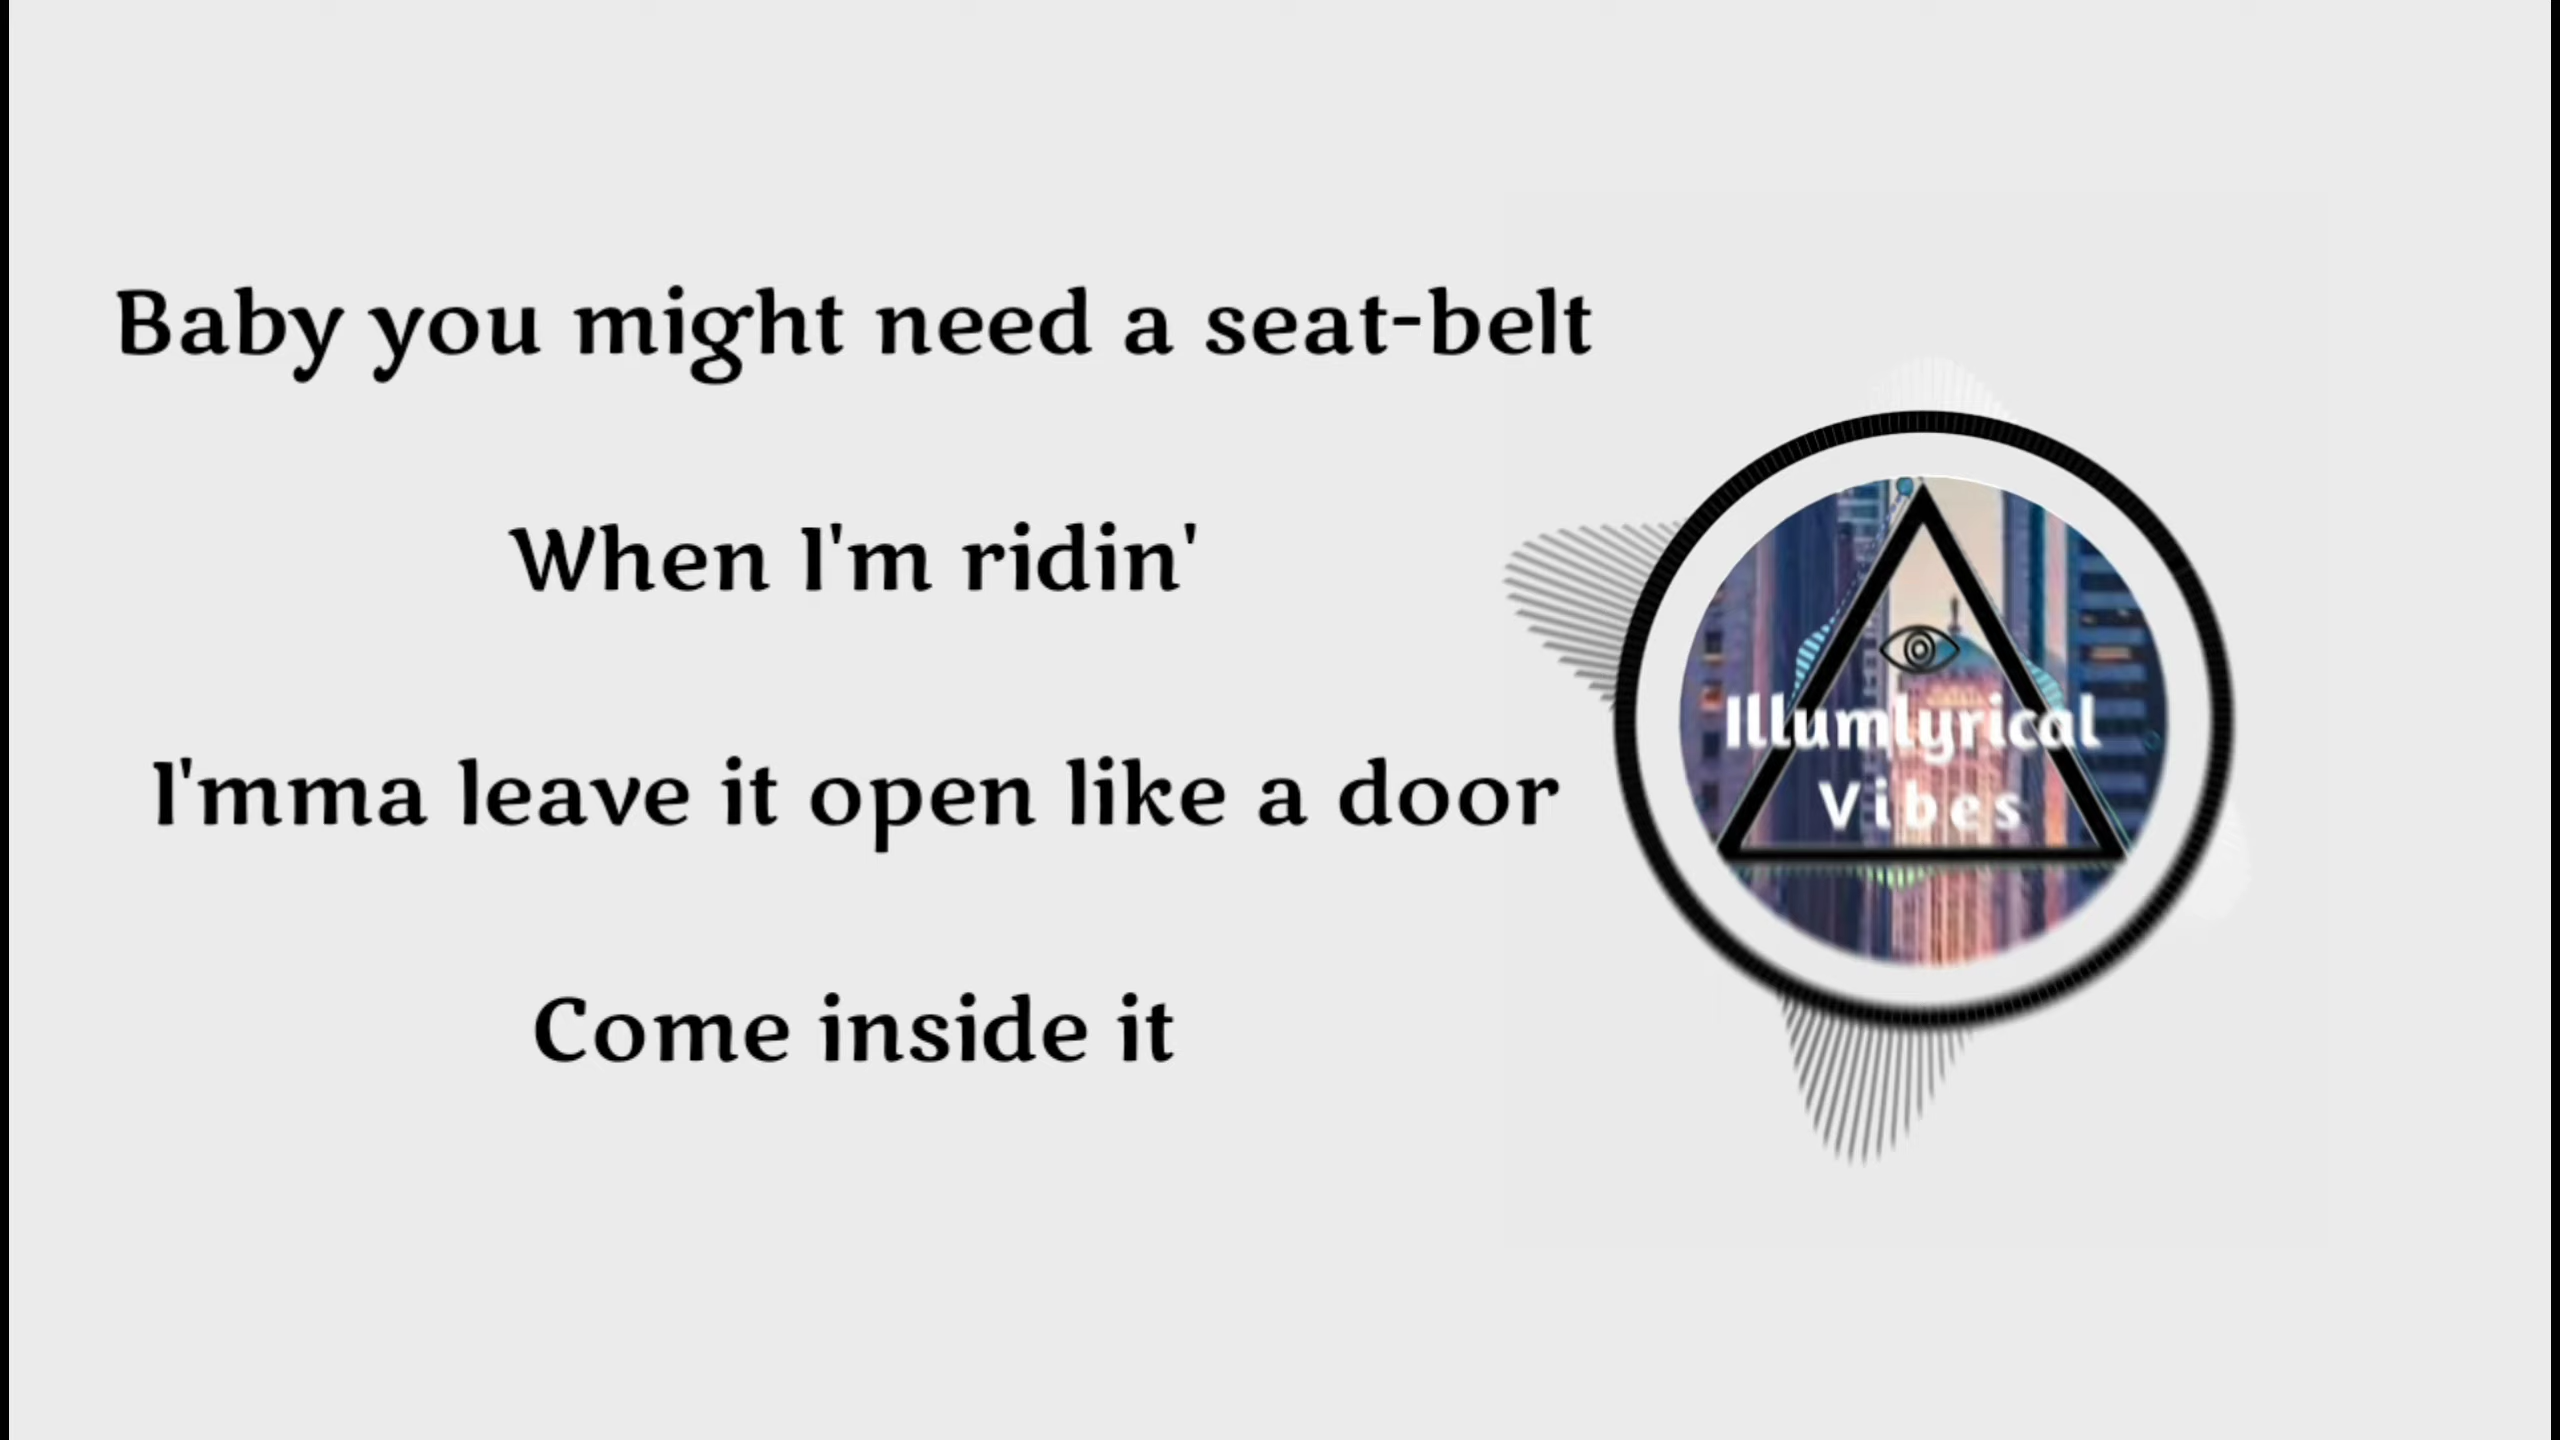 Baby you might need a seat-belt
When I'm ridin'
I'mma leave it open like a door
Come inside it
Illumlyrical
Vibes